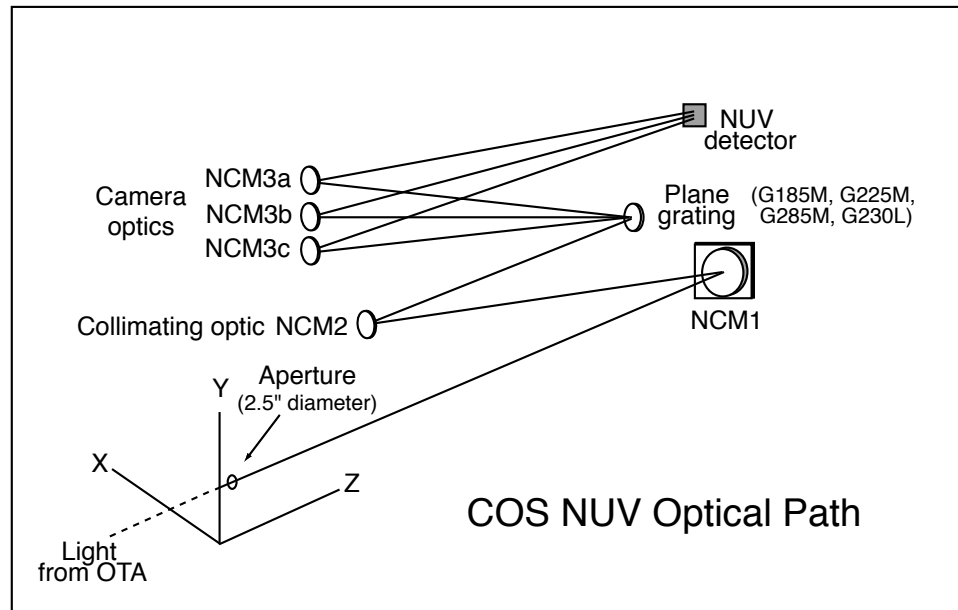 NUV
detector
NCM3a
Camera
optics
NCM3b
NCM3c
Plane
grating
(G185M, G225M,
G285M, G230L)
NCM1
Collimating optic NCM2
Aperture
(2.5" diameter)
Y
X
Z
COS NUV Optical Path
Light
from OTA